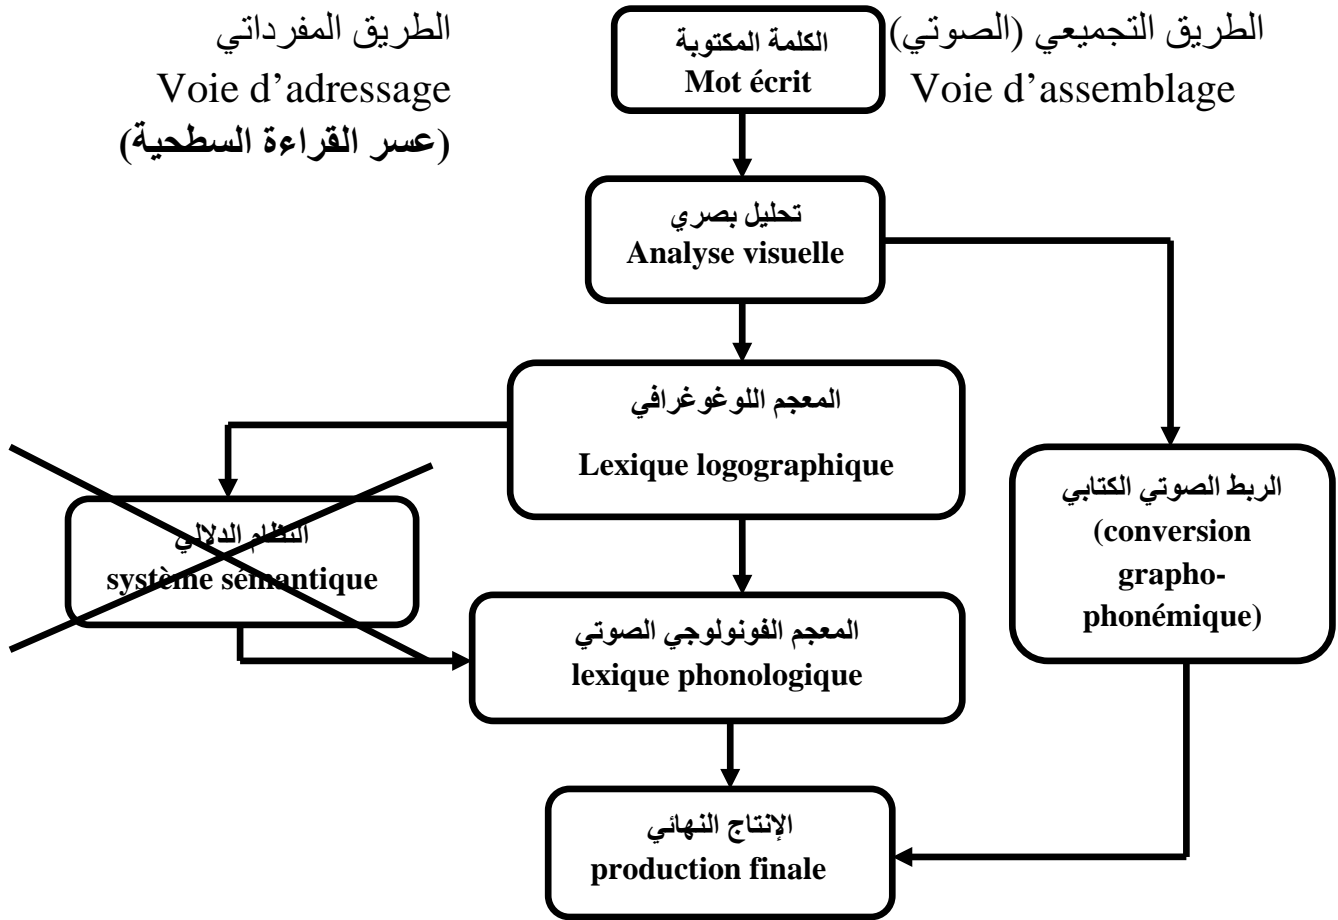 الطريق المفرداتي
Voie d’adressage
(عسر القراءة السطحية)
الكلمة المكتوبة
Mot écrit
الطريق التجميعي (الصوتي)
Voie d’assemblage
تحليل بصري
Analyse visuelle
المعجم اللوغوغرافي
Lexique logographique
النظام الدلالي
système sémantique
الربط الصوتي الكتابي
(conversion
grapho-
phonémique)
المعجم الفونولوجي الصوتي
lexique phonologique
الإنتاج النهائي
production finale